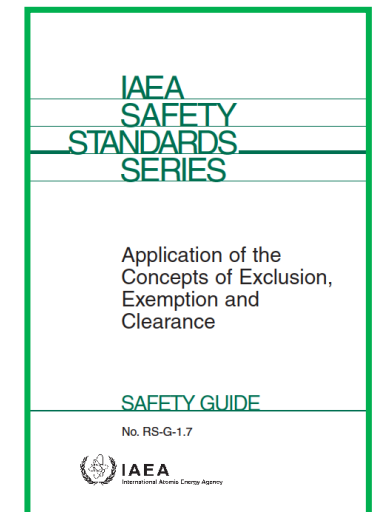 IAEA
SAFETY
STANDARDS
SERIES
Application of the
Concepts of Exclusion,
Exemption and
Clearance
SAFETY GUIDE
No. RS-G-1.7
IAEA
International Atomic Energy Agency